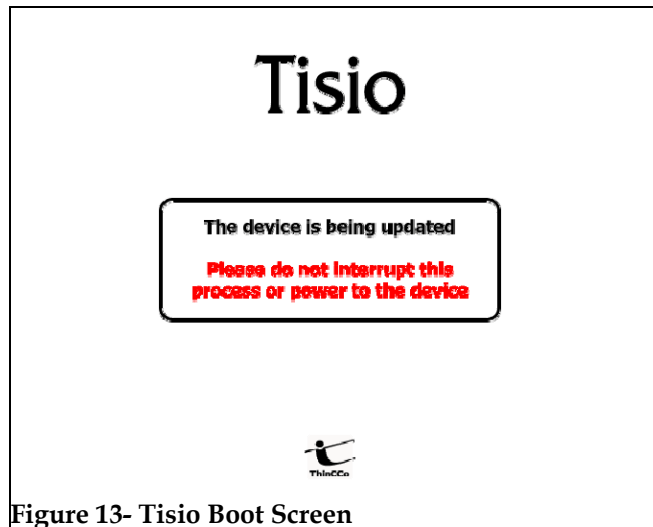 Tisio
The device is being updated
Please do not interrupt this
process or power to the device
ThinCCo
Figure 13- Tisio Boot Screen